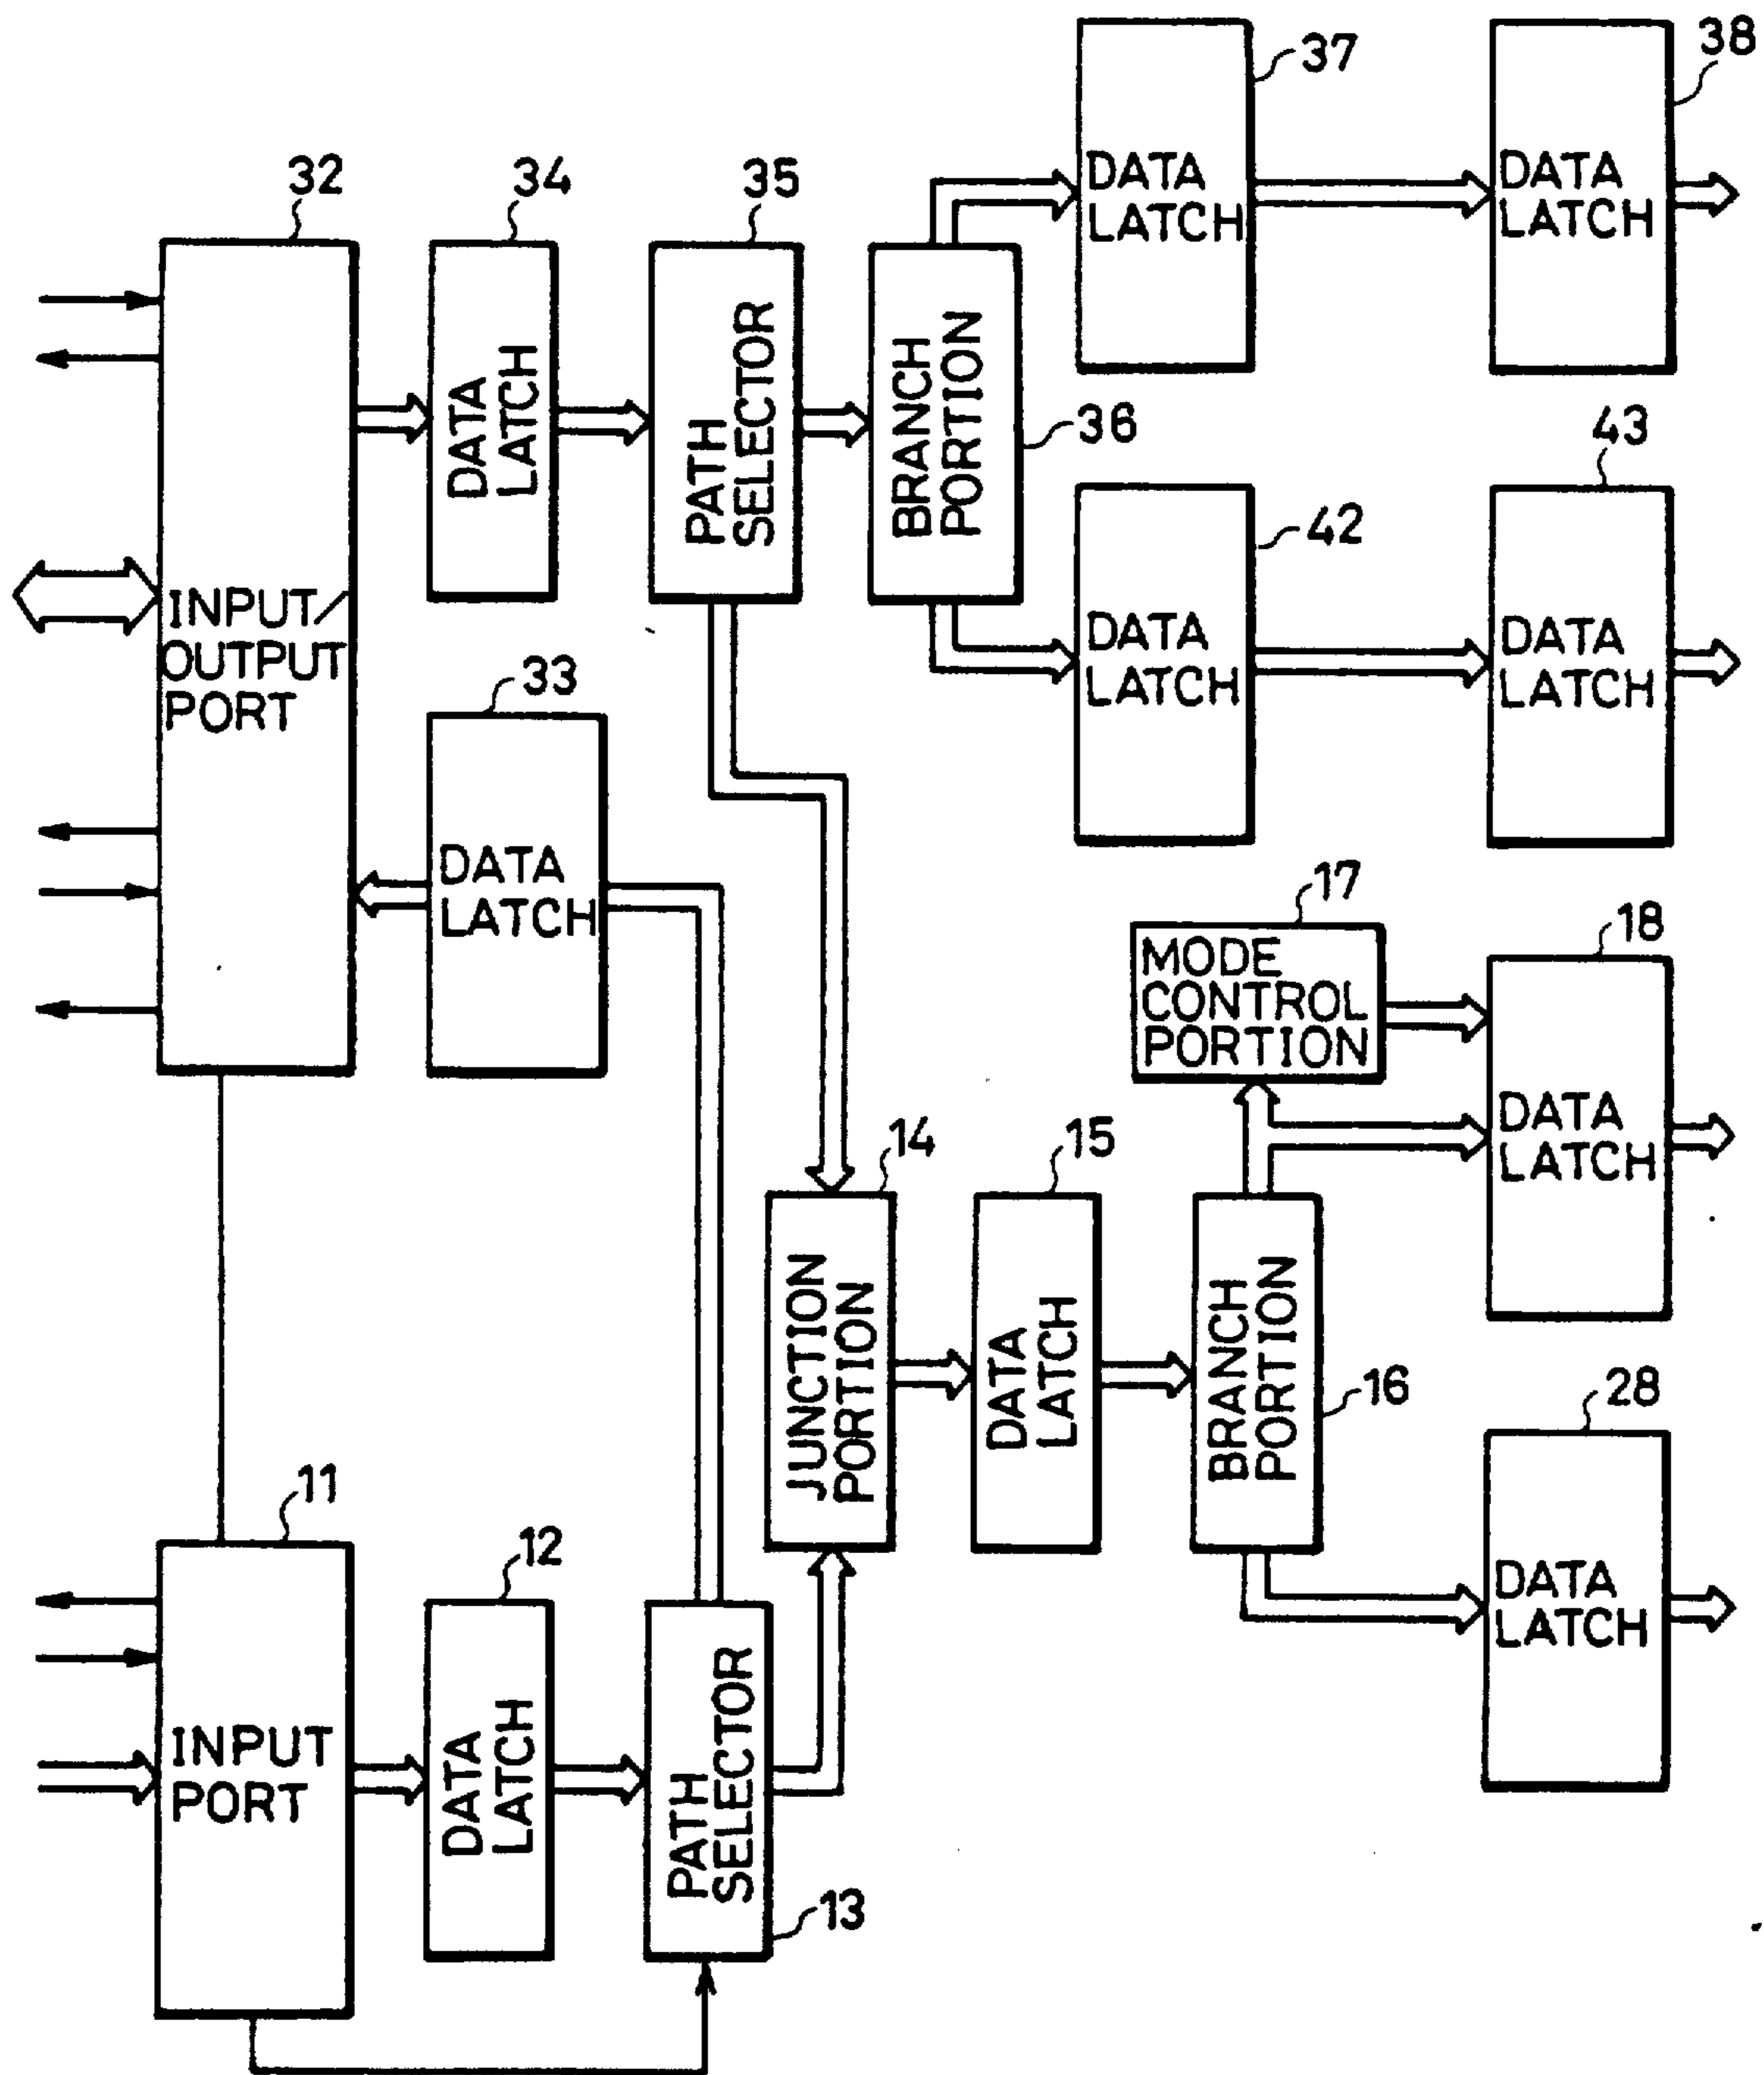 37
38
32
34
35
DATA
LATCH
DATA
LATCH
DATA
LATCH
PATH
SELECTOR
BRANCH
PORTION
36
43
42
INPUT/
OUTPUT
PORT
33
DATA
LATCH
DATA
LATCH
DATA
LATCH
17
18
MODE
CONTROL
PORTION
14
15
DATA
LATCH
JUNCTION
PORTION
DATA
LATCH
BRANCH
PORTION
16
28
11
12
DATA
LATCH
INPUT
PORT
DATA
LATCH
PATH
SELECTOR
13